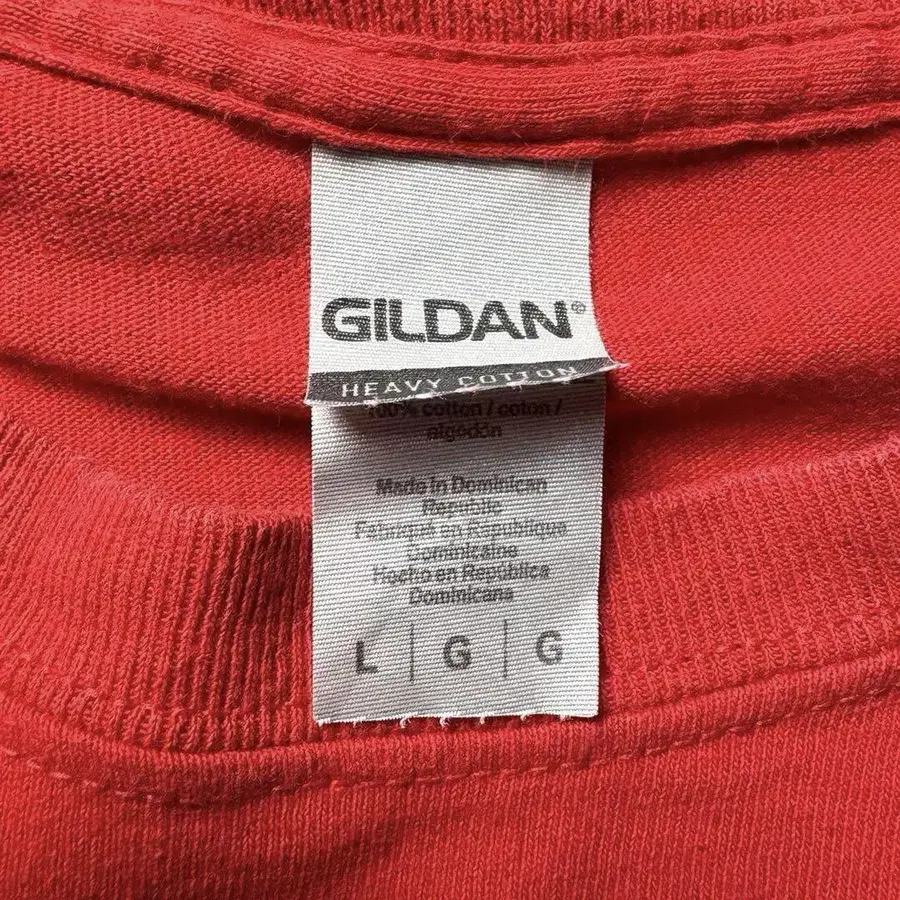 GILDAN®
HEAVY COTTON
100% cotton / coton /
algodón
Made in Dominican
Republic
Fabriqué en République
Dominicaine
Hecho en República
Dominicana
L | G | G